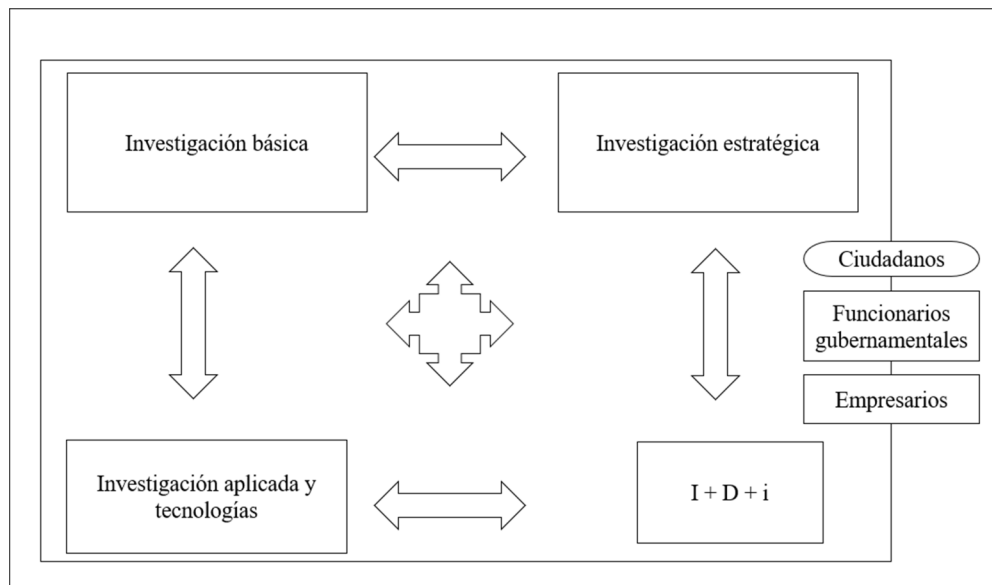 Investigación básica
Investigación estratégica
Ciudadanos
Funcionarios
gubernamentales
Empresarios
Investigación aplicada y
tecnologías
I + D + i